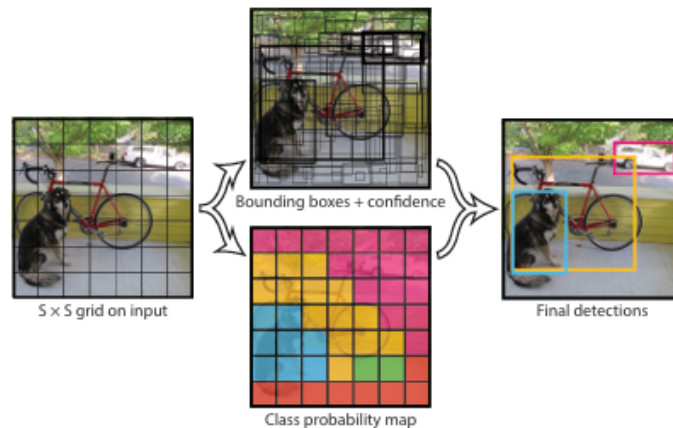 Bounding boxes + confidence
S × S grid on input
Final detections
Class probability map